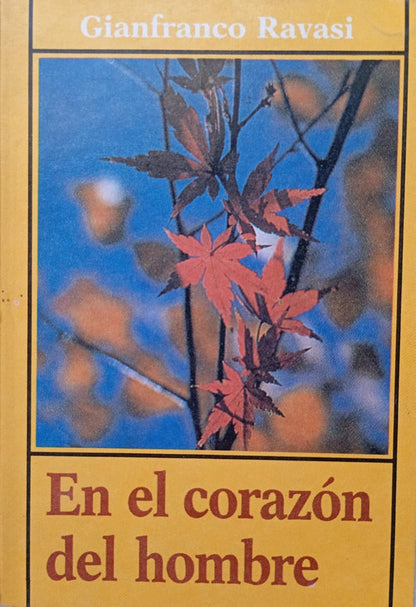 Gianfranco Ravasi
En el corazón
del hombre